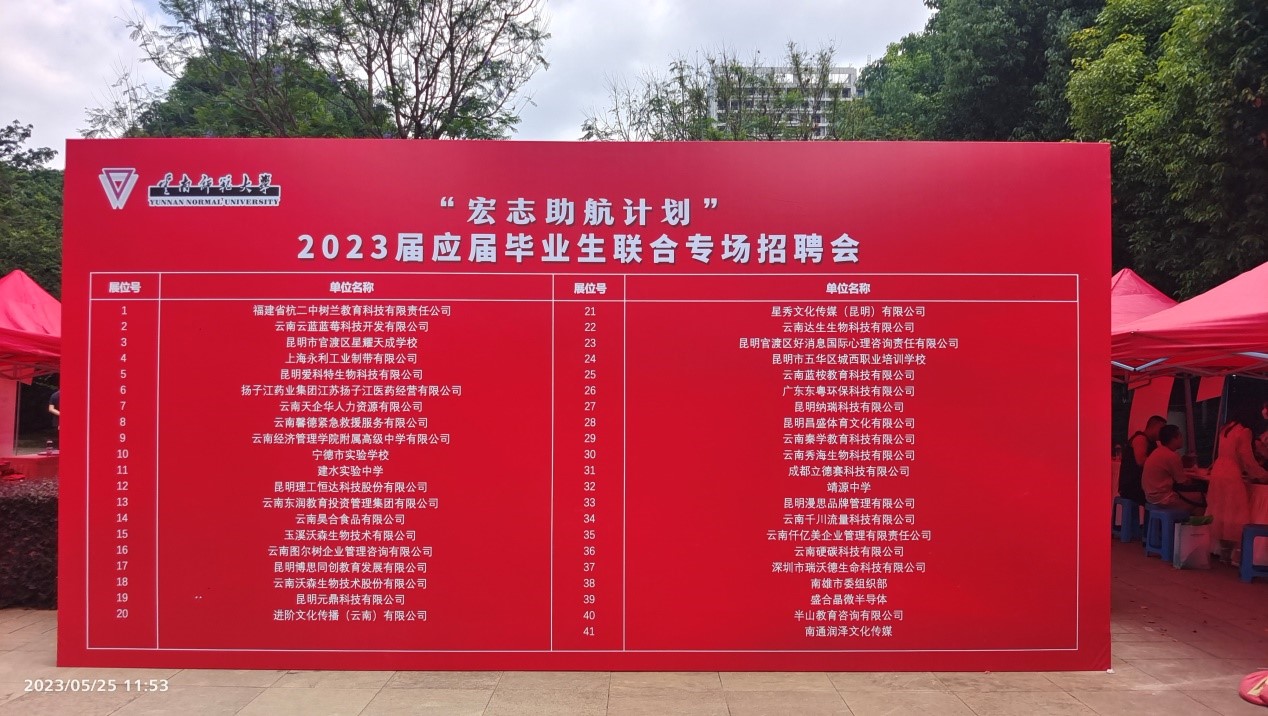 雲南師範大學
YUNNAN NORMAL UNIVERSITY
“宏志助航计划”
2023届应届毕业生联合专场招聘会
展位号 单位名称 展位号 单位名称
1 福建省杭二中树兰教育科技有限责任公司 21 星秀文化传媒（昆明）有限公司
2 云南云蓝蓝莓科技开发有限公司 22 云南达生生物科技有限公司
3 昆明市官渡区星耀天成学校 23 昆明官渡区好消息国际心理咨询责任有限公司
4 上海永利工业制带有限公司 24 昆明市五华区城西职业培训学校
5 昆明爱科特生物科技有限公司 25 云南蓝桉教育科技有限公司
6 扬子江药业集团江苏扬子江医药经营有限公司 26 广东东粤环保科技有限公司
7 云南天企华人力资源有限公司 27 昆明纳瑞科技有限公司
8 云南馨德紧急救援服务有限公司 28 昆明昌盛体育文化有限公司
9 云南经济管理学院附属高级中学有限公司 29 云南秦学教育科技有限公司
10 宁德市实验学校 30 云南秀海生物科技有限公司
11 建水实验中学 31 成都立德赛科技有限公司
12 昆明理工恒达科技股份有限公司 32 靖源中学
13 云南东润教育投资管理集团有限公司 33 昆明漫思品牌管理有限公司
14 云南昊合食品有限公司 34 云南千川流量科技有限公司
15 玉溪沃森生物技术有限公司 35 云南仟亿美企业管理有限责任公司
16 云南图尔树企业管理咨询有限公司 36 云南硬碳科技有限公司
17 昆明博思同创教育发展有限公司 37 深圳市瑞沃德生命科技有限公司
18 云南沃森生物技术股份有限公司 38 南雄市委组织部
19 昆明元鼎科技有限公司 39 盛合晶微半导体
20 进阶文化传播（云南）有限公司 40 半山教育咨询有限公司
41 南通润泽文化传媒
2023/05/25 11:53